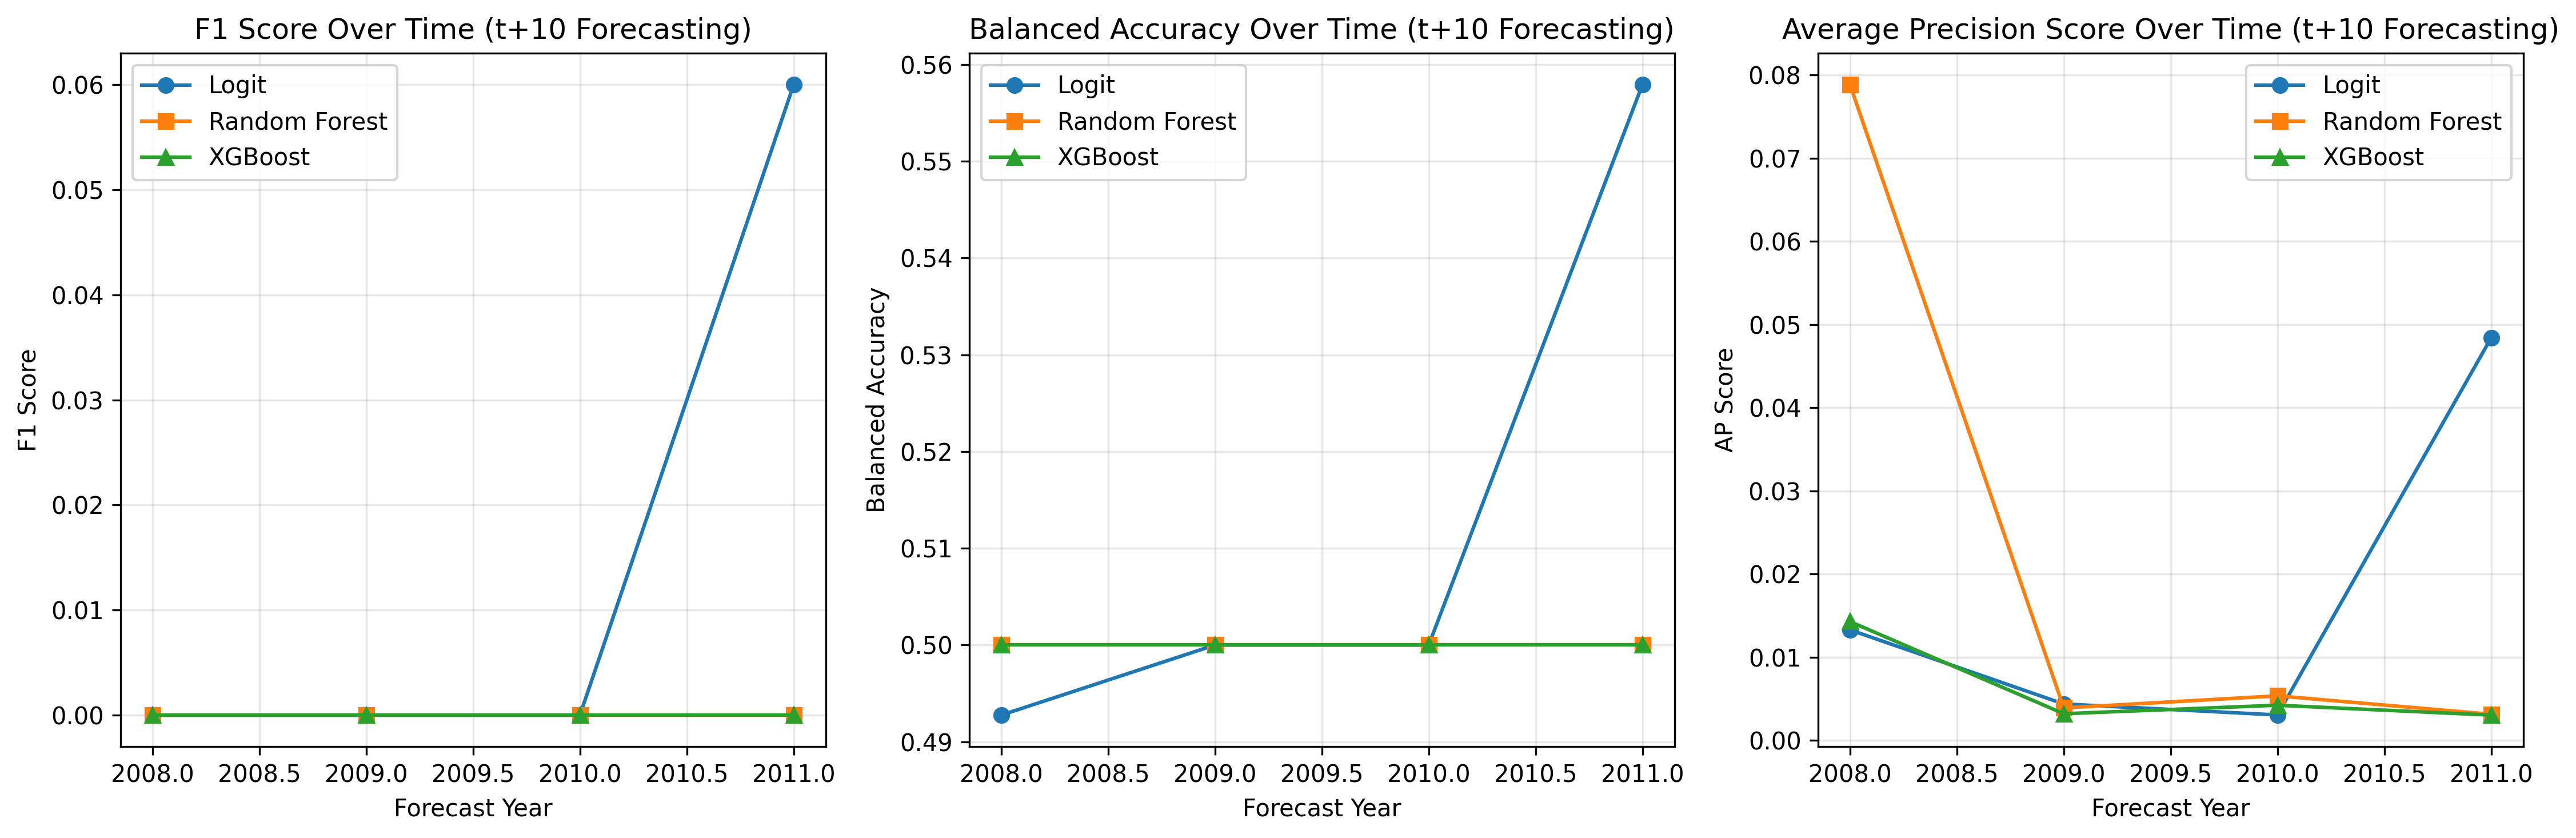 F1 Score Over Time (t+10 Forecasting)
Logit
Random Forest
XGBoost
F1 Score
0.06
0.05
0.04
0.03
0.02
0.01
0.00
2008.0 2008.5 2009.0 2009.5 2010.0 2010.5 2011.0
Forecast Year
Balanced Accuracy Over Time (t+10 Forecasting)
Logit
Random Forest
XGBoost
Balanced Accuracy
0.56
0.55
0.54
0.53
0.52
0.51
0.50
0.49
2008.0 2008.5 2009.0 2009.5 2010.0 2010.5 2011.0
Forecast Year
Average Precision Score Over Time (t+10 Forecasting)
Logit
Random Forest
XGBoost
AP Score
0.08
0.07
0.06
0.05
0.04
0.03
0.02
0.01
0.00
2008.0 2008.5 2009.0 2009.5 2010.0 2010.5 2011.0
Forecast Year